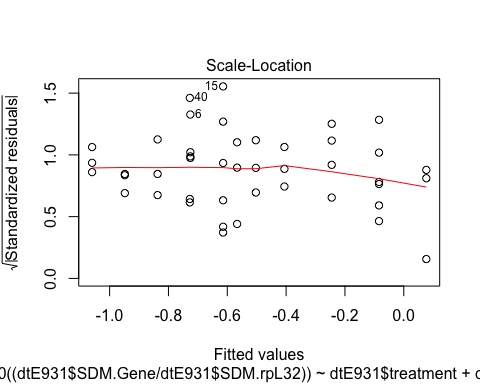 Scale-Location
√|Standardized residuals|
1.5
1.0
0.5
0.0
15
40
6
-1.0 -0.8 -0.6 -0.4 -0.2 0.0
Fitted values
0((dtE931$SDM.Gene/dtE931$SDM.rpL32)) ~ dtE931$treatment + c